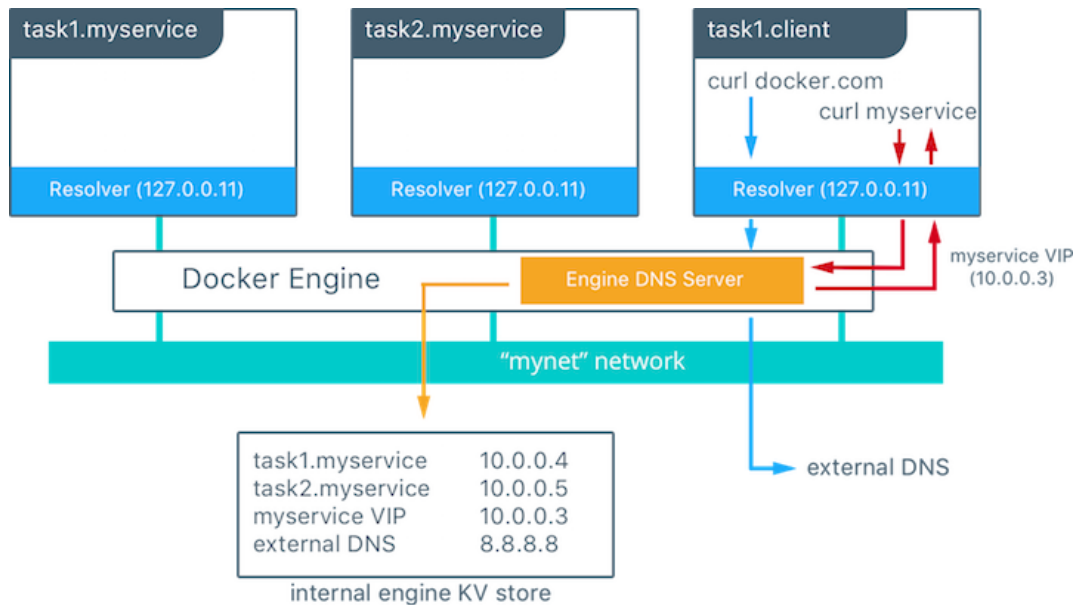 task1.myservice
task2.myservice
task1.client
curl docker.com
curl myservice
Resolver (127.0.0.11)
Resolver (127.0.0.11)
Resolver (127.0.0.11)
Docker Engine
Engine DNS Server
myservice VIP
(10.0.0.3)
“mynet” network
task1.myservice 10.0.0.4
task2.myservice 10.0.0.5
myservice VIP 10.0.0.3
external DNS 8.8.8.8
external DNS
internal engine KV store